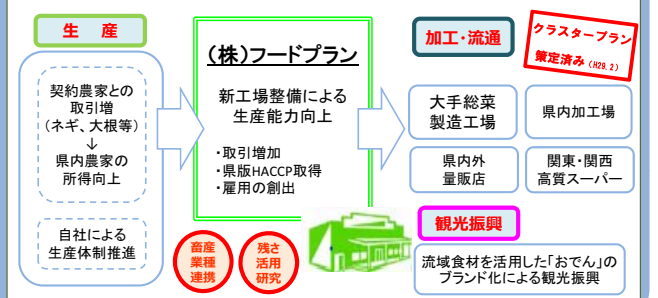 生 産
契約農家との
取引増
(ネギ、大根等)
↓
県内農家の
所得向上
自社による
生産体制推進
(株)フードプラン
新工場整備による
生産能力向上
・取引増加
・県版HACCP取得
・雇用の創出
畜産
業種
連携
残さ
活用
研究
加工・流通
クラスタープラン
策定済み (H29.2)
大手総菜
製造工場
県内加工場
県内外
量販店
関東・関西
高質スーパー
観光振興
流域食材を活用した「おでん」の
ブランド化による観光振興